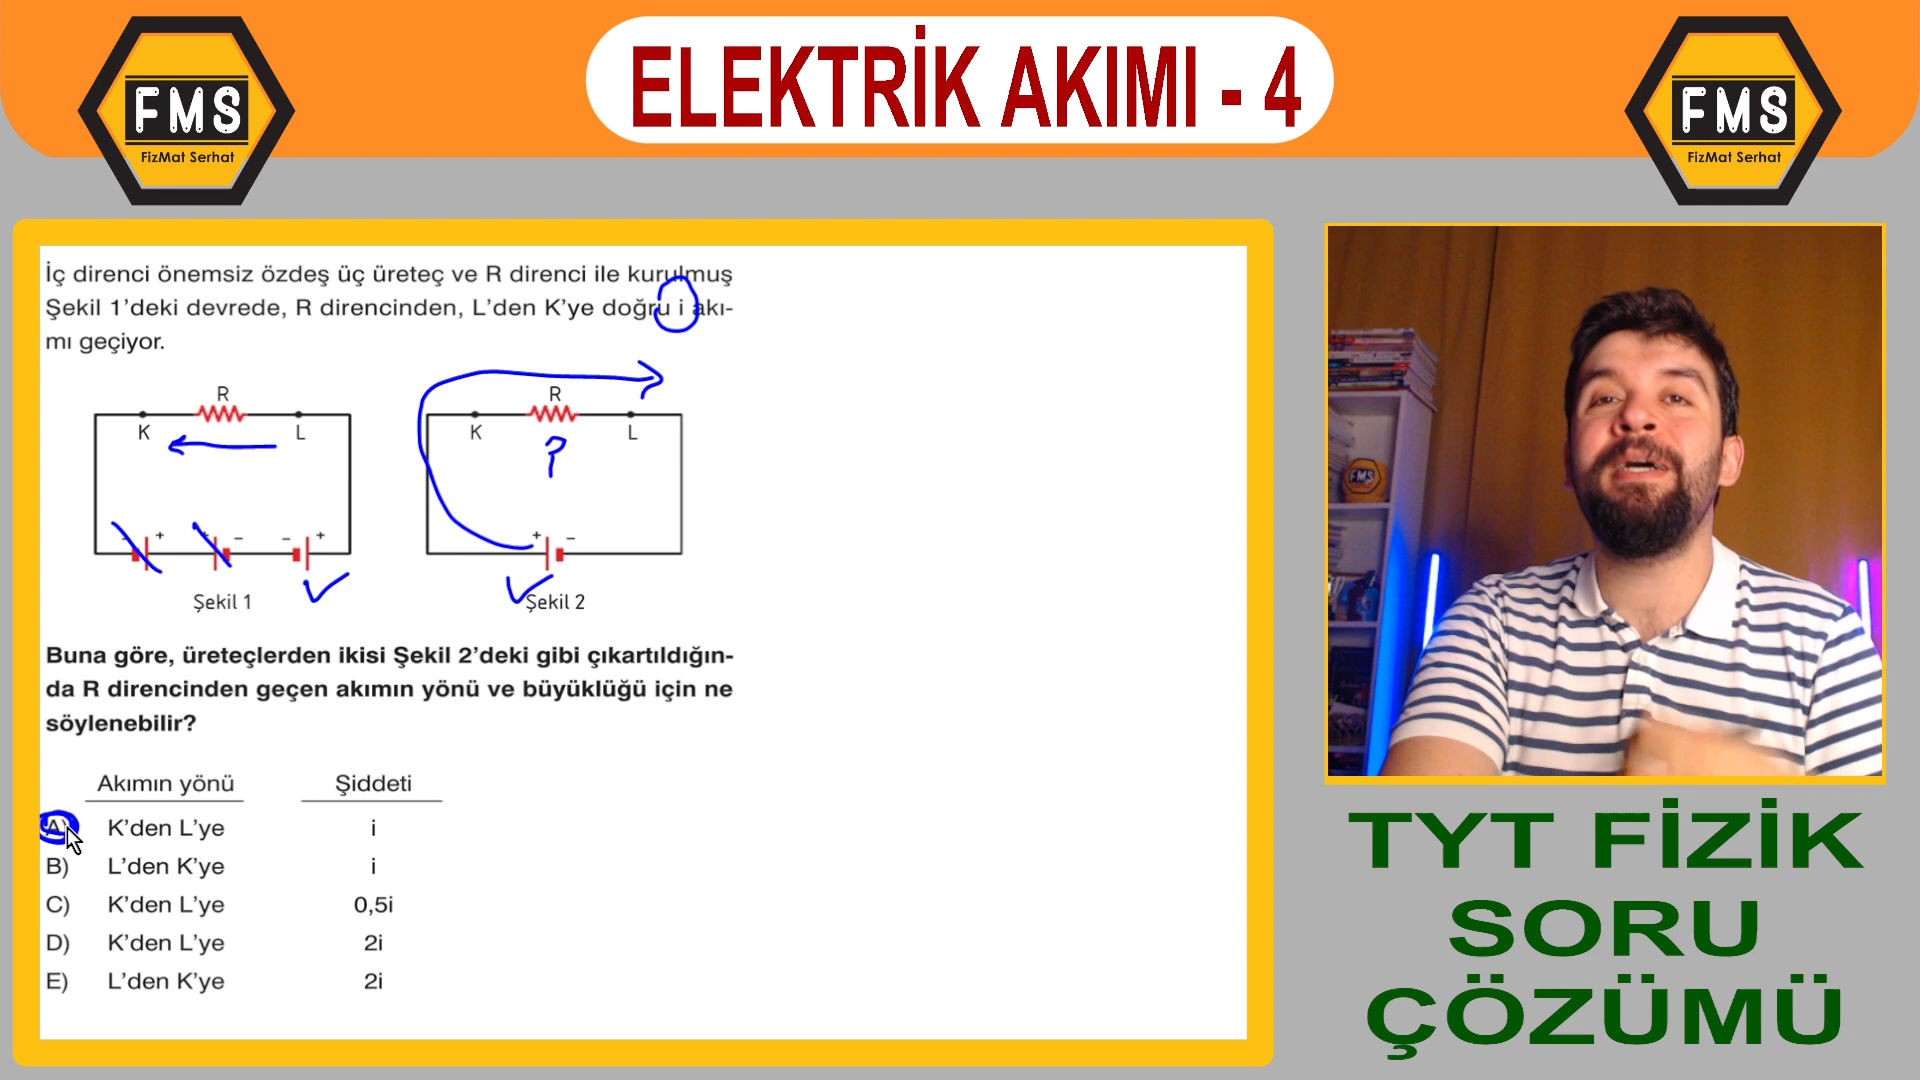 FMS
FizMat Serhat
ELEKTRİK AKIMI - 4
FMS
FizMat Serhat
İç direnci önemsiz özdeş üç üreteç ve R direnci ile kurulmuş
Şekil 1'deki devrede, R direncinden, L'den K'ye doğru i akı-
mı geçiyor.
R
K
L
- +
+ -
- +
Şekil 1
R
K
L
?
+ -
Şekil 2
Buna göre, üreteçlerden ikisi Şekil 2'deki gibi çıkartıldığın-
da R direncinden geçen akımın yönü ve büyüklüğü için ne
söylenebilir?
Akımın yönü Şiddeti
A) K'den L'ye i
B) L'den K'ye i
C) K'den L'ye 0,5i
D) K'den L'ye 2i
E) L'den K'ye 2i
FMS
TYT FİZİK
SORU
ÇÖZÜMÜ